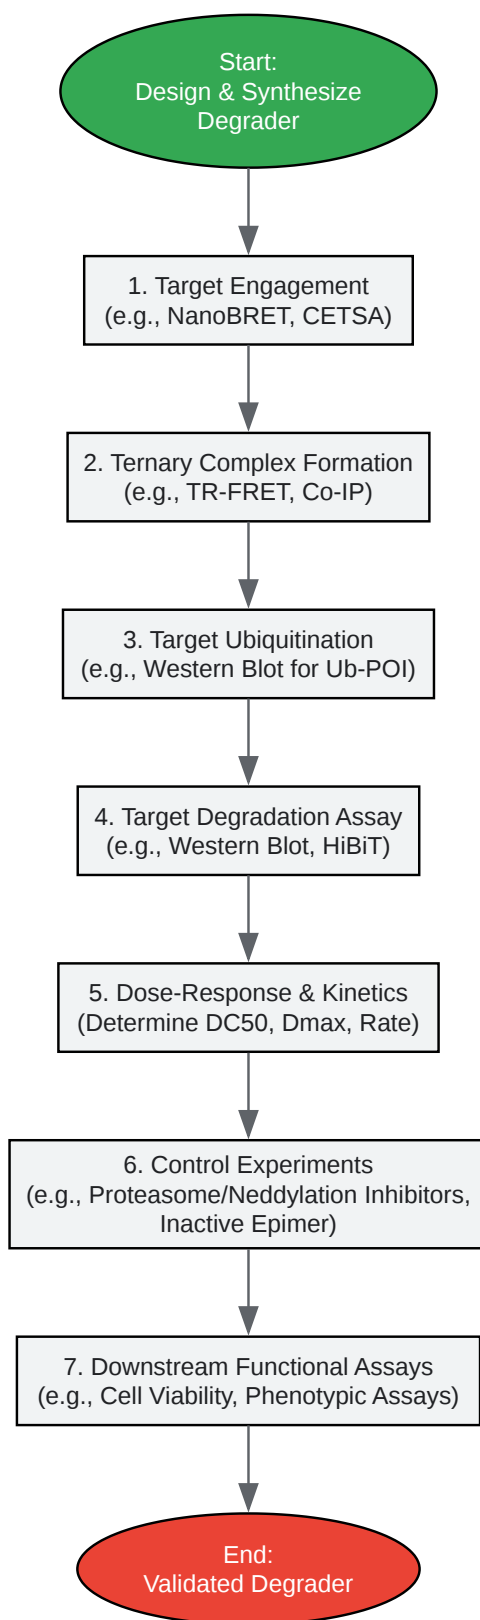 Start:
Design & Synthesize
Degrader
1. Target Engagement
(e.g., NanoBRET, CETSA)
2. Ternary Complex Formation
(e.g., TR-FRET, Co-IP)
3. Target Ubiquitination
(e.g., Western Blot for Ub-POI)
4. Target Degradation Assay
(e.g., Western Blot, HiBiT)
5. Dose-Response & Kinetics
(Determine DC50, Dmax, Rate)
6. Control Experiments
(e.g., Proteasome/Neddylation Inhibitors,
Inactive Epimer)
7. Downstream Functional Assays
(e.g., Cell Viability, Phenotypic Assays)
End:
Validated Degrader